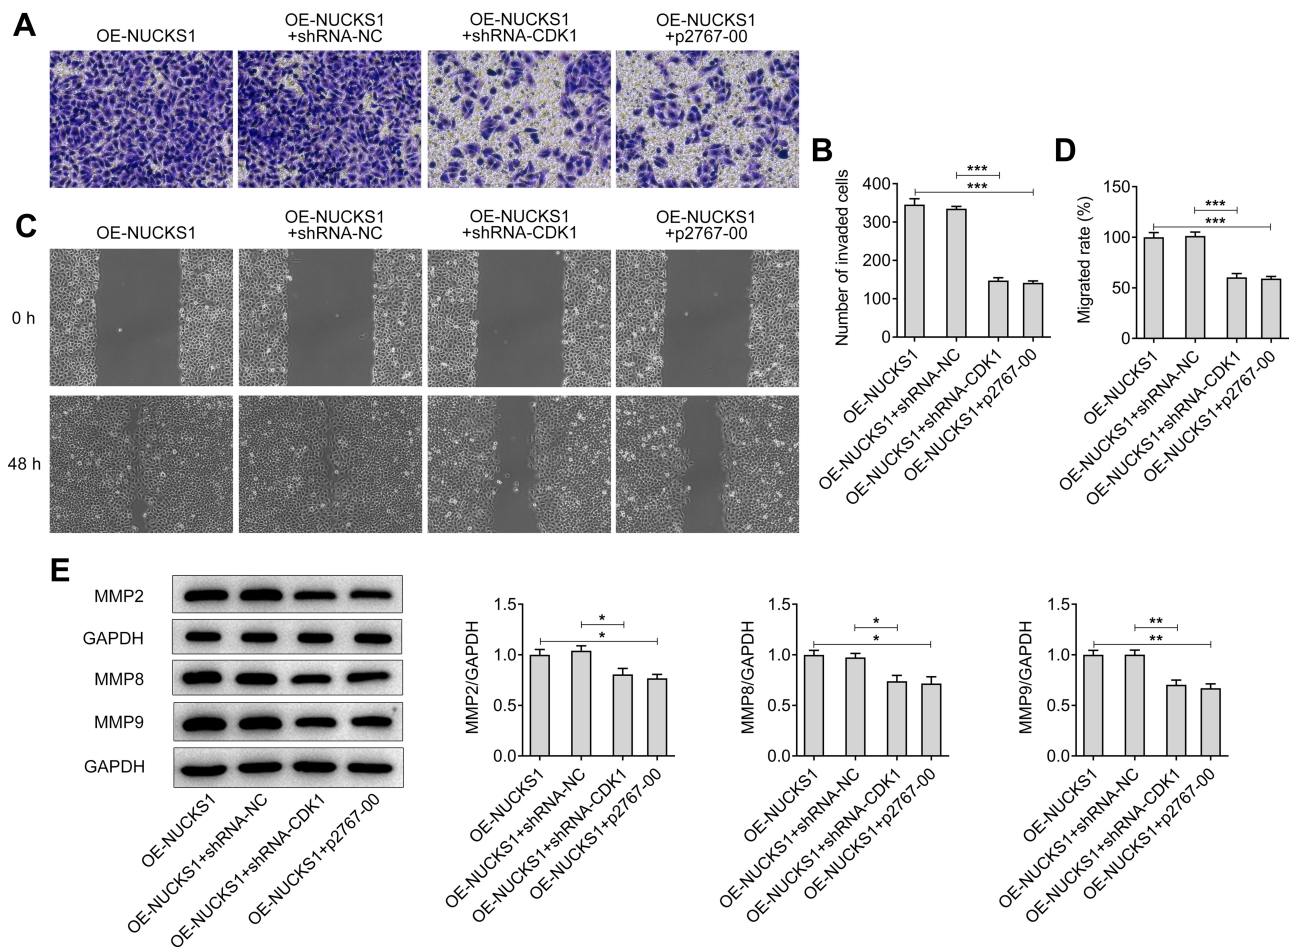 A
OE-NUCKS1
OE-NUCKS1
+shRNA-NC
OE-NUCKS1
+shRNA-CDK1
OE-NUCKS1
+p2767-00
B
Number of invaded cells
400
300
200
100
0
***
***
OE-NUCKS1
OE-NUCKS1+shRNA-NC
OE-NUCKS1+shRNA-CDK1
OE-NUCKS1+p2767-00
D
Migrated rate (%)
150
100
50
0
***
***
OE-NUCKS1
OE-NUCKS1+shRNA-NC
OE-NUCKS1+shRNA-CDK1
OE-NUCKS1+p2767-00
C
OE-NUCKS1
OE-NUCKS1
+shRNA-NC
OE-NUCKS1
+shRNA-CDK1
OE-NUCKS1
+p2767-00
0 h
48 h
E
MMP2
GAPDH
MMP8
MMP9
GAPDH
OE-NUCKS1
OE-NUCKS1+shRNA-NC
OE-NUCKS1+shRNA-CDK1
OE-NUCKS1+p2767-00
MMP2/GAPDH
1.5
1.0
0.5
0.0
*
*
OE-NUCKS1
OE-NUCKS1+shRNA-NC
OE-NUCKS1+shRNA-CDK1
OE-NUCKS1+p2767-00
MMP8/GAPDH
1.5
1.0
0.5
0.0
*
*
OE-NUCKS1
OE-NUCKS1+shRNA-NC
OE-NUCKS1+shRNA-CDK1
OE-NUCKS1+p2767-00
MMP9/GAPDH
1.5
1.0
0.5
0.0
**
**
OE-NUCKS1
OE-NUCKS1+shRNA-NC
OE-NUCKS1+shRNA-CDK1
OE-NUCKS1+p2767-00